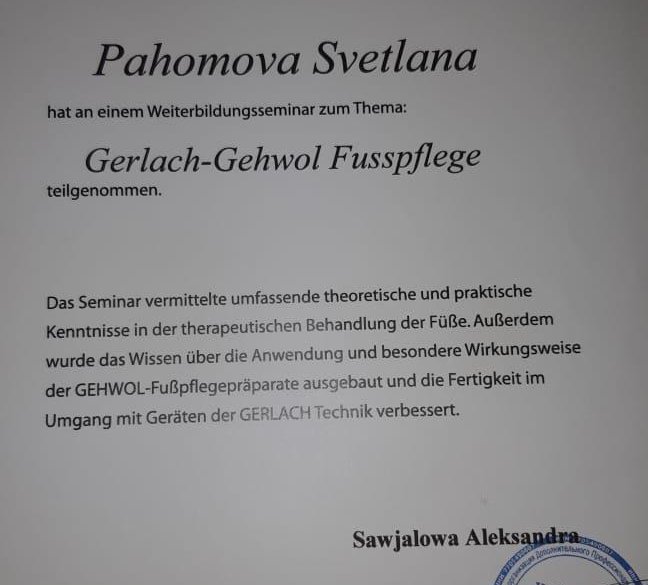 Pahomova Svetlana
hat an einem Weiterbildungsseminar zum Thema:
Gerlach-Gehwol Fusspflege
teilgenommen.
Das Seminar vermittelte umfassende theoretische und praktische
Kenntnisse in der therapeutischen Behandlung der Füße. Außerdem
wurde das Wissen über die Anwendung und besondere Wirkungsweise
der GEHWOL-Fußpflegepräparate ausgebaut und die Fertigkeit im
Umgang mit Geräten der GERLACH Technik verbessert.
Sawjalowa Aleksandra
Дополнительного